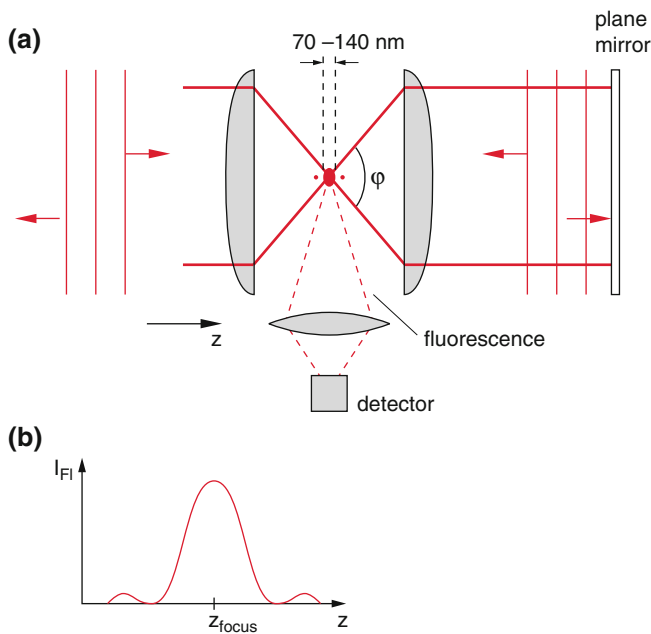 (a)
70 –140 nm
plane
mirror
φ
z
fluorescence
detector
(b)
I_Fl
z_focus
z